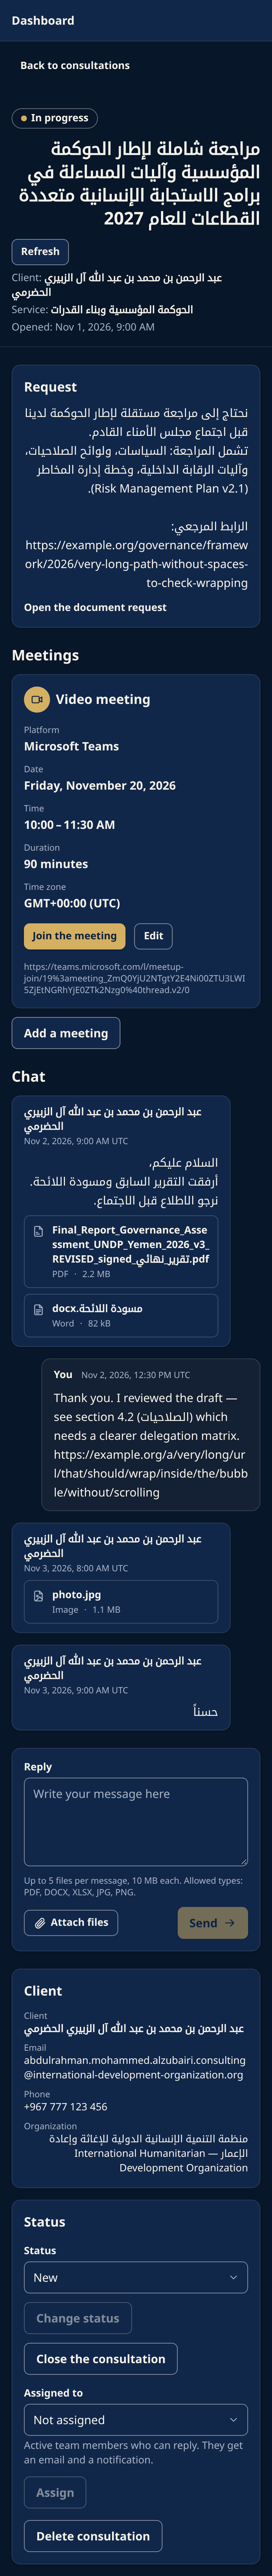 Dashboard
Back to consultations
In progress
مراجعة شاملة لإطار الحوكمة
المؤسسية وآليات المساءلة في
برامج الاستجابة الإنسانية متعددة
القطاعات للعام 2027
Refresh
Client: عبد الرحمن بن محمد بن عبد الله آل الزبيري
الحضرمي
Service: الحوكمة المؤسسية وبناء القدرات
Opened: Nov 1, 2026, 9:00 AM
Request
نحتاج إلى مراجعة مستقلة لإطار الحوكمة لدينا
قبل اجتماع مجلس الأمناء القادم.
تشمل المراجعة: السياسات، ولوائح الصلاحيات،
وآليات الرقابة الداخلية، وخطة إدارة المخاطر
(Risk Management Plan v2.1).
الرابط المرجعي:
https://example.org/governance/framew
ork/2026/very-long-path-without-spaces-
to-check-wrapping
Open the document request
Meetings
Video meeting
Platform
Microsoft Teams
Date
Friday, November 20, 2026
Time
10:00 – 11:30 AM
Duration
90 minutes
Time zone
GMT+00:00 (UTC)
Join the meeting
Edit
https://teams.microsoft.com/l/meetup-
join/19%3ameeting_ZmQ0YjU2NTgtY2E4Ni00ZTU3LWI
5ZjEtNGRhYjE0ZTk2Nzg0%40thread.v2/0
Add a meeting
Chat
عبد الرحمن بن محمد بن عبد الله آل الزبيري
الحضرمي
Nov 2, 2026, 9:00 AM UTC
السلام عليكم،
أرفقت التقرير السابق ومسودة اللائحة.
نرجو الاطلاع قبل الاجتماع.
Final_Report_Governance_Asse
ssment_UNDP_Yemen_2026_v3_
REVISED_signed_تقرير_نهائي.pdf
PDF · 2.2 MB
مسودة اللائحة.docx
Word · 82 kB
You Nov 2, 2026, 12:30 PM UTC
Thank you. I reviewed the draft —
see section 4.2 (الصلاحيات) which
needs a clearer delegation matrix.
https://example.org/a/very/long/ur
l/that/should/wrap/inside/the/bubb
le/without/scrolling
عبد الرحمن بن محمد بن عبد الله آل الزبيري
الحضرمي
Nov 3, 2026, 8:00 AM UTC
photo.jpg
Image · 1.1 MB
عبد الرحمن بن محمد بن عبد الله آل الزبيري
الحضرمي
Nov 3, 2026, 9:00 AM UTC
حسناً
Reply
Write your message here
Up to 5 files per message, 10 MB each. Allowed types:
PDF, DOCX, XLSX, JPG, PNG.
Attach files
Send
Client
Client
عبد الرحمن بن محمد بن عبد الله آل الزبيري الحضرمي
Email
abdulrahman.mohammed.alzubairi.consulting
@international-development-organization.org
Phone
+967 777 123 456
Organization
منظمة التنمية الإنسانية الدولية للإغاثة وإعادة
الإعمار — International Humanitarian
Development Organization
Status
Status
New
Change status
Close the consultation
Assigned to
Not assigned
Active team members who can reply. They get
an email and a notification.
Assign
Delete consultation